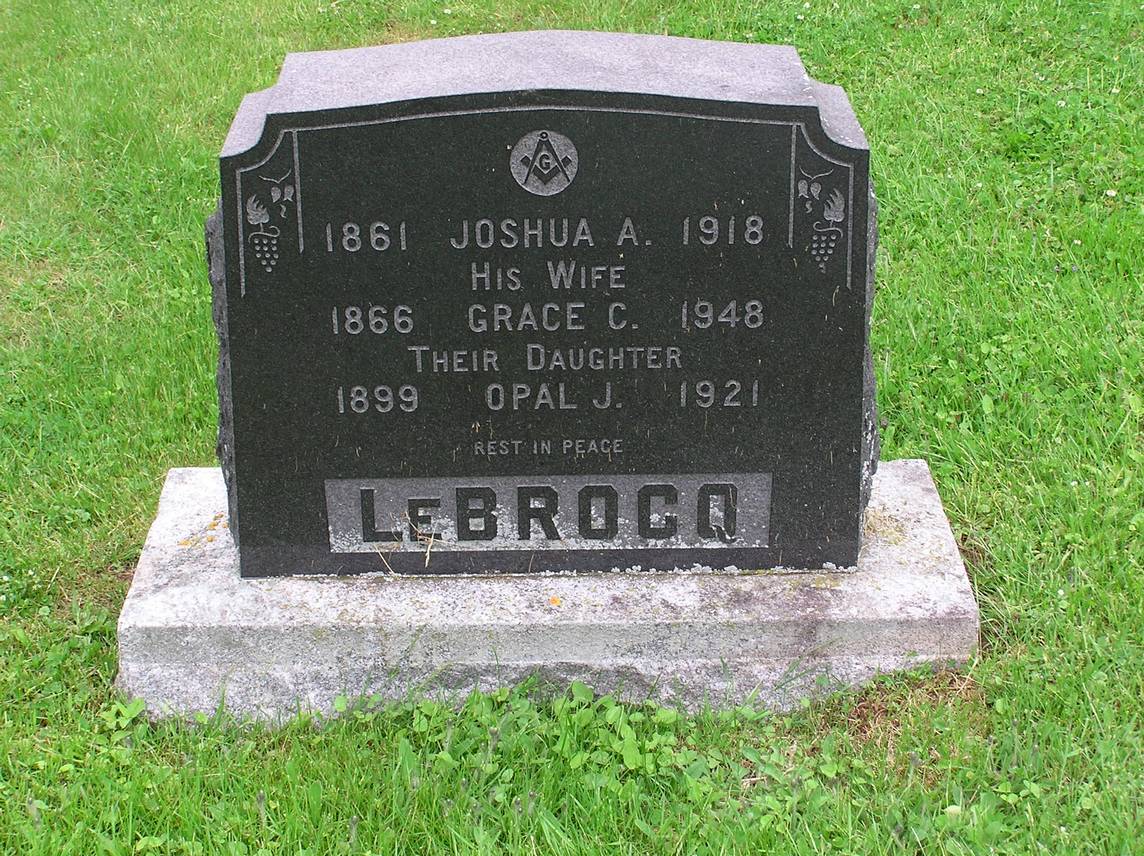 G
1861 JOSHUA A. 1918
HIS WIFE
1866 GRACE C. 1948
THEIR DAUGHTER
1899 OPAL J. 1921
REST IN PEACE
LEBROCQ